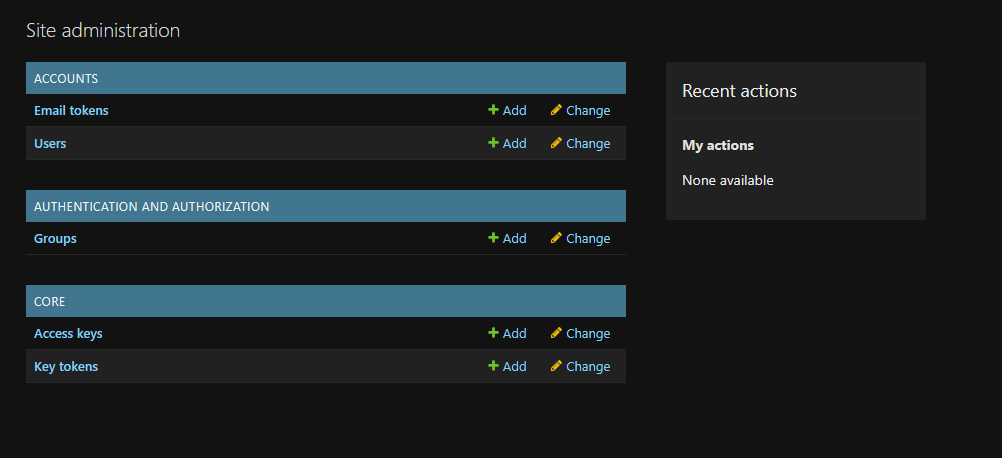 Site administration
ACCOUNTS
Email tokens Add Change
Users Add Change
AUTHENTICATION AND AUTHORIZATION
Groups Add Change
CORE
Access keys Add Change
Key tokens Add Change
Recent actions
My actions
None available